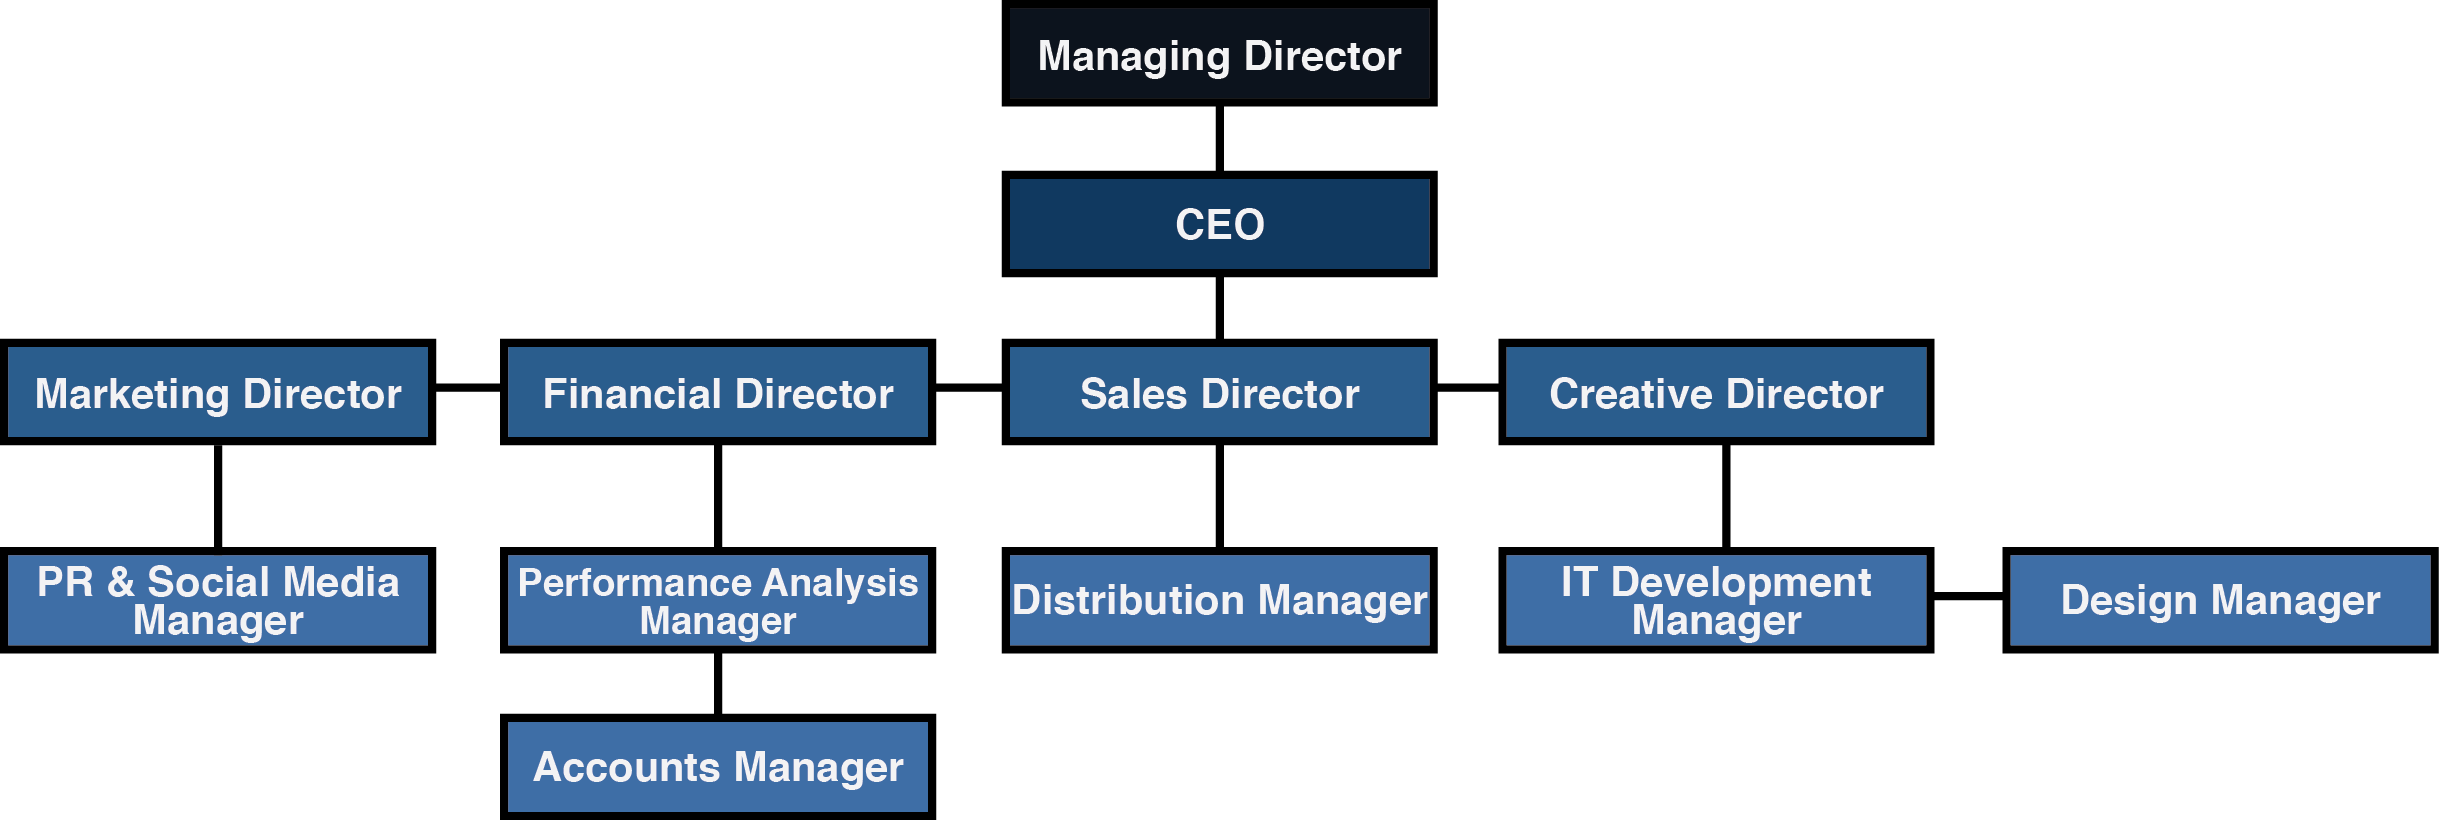 Managing Director
CEO
Marketing Director
Financial Director
Sales Director
Creative Director
PR & Social Media
Manager
Performance Analysis
Manager
Distribution Manager
IT Development
Manager
Design Manager
Accounts Manager